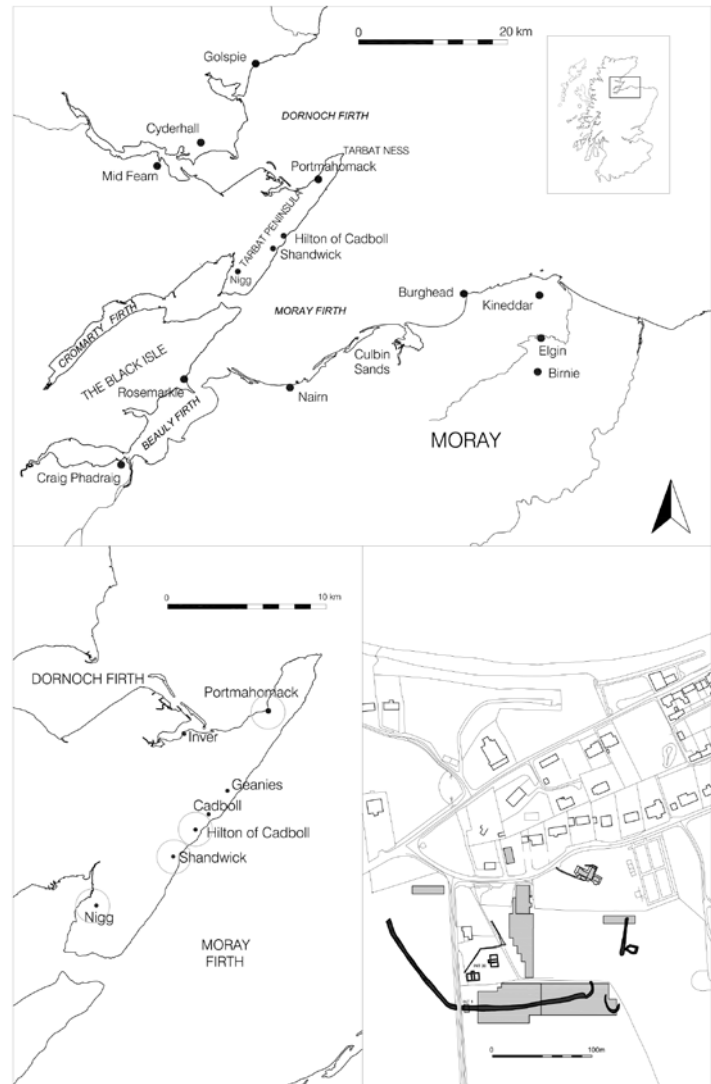 0
20 km
Golspie
DORNOCH FIRTH
Cyderhall
TARBAT NESS
Mid Fearn
Portmahomack
TARBAT PENINSULA
Hilton of Cadboll
Shandwick
Nigg
Burghead
Kineddar
MORAY FIRTH
CROMARTY FIRTH
Culbin
Sands
Elgin
THE BLACK ISLE
Birnie
Rosemarkie
Nairn
BEAULY FIRTH
MORAY
Craig Phadraig
0
10 km
DORNOCH FIRTH
Portmahomack
Inver
Geanies
Cadboll
Hilton of Cadboll
Shandwick
Nigg
MORAY
FIRTH
0
100m